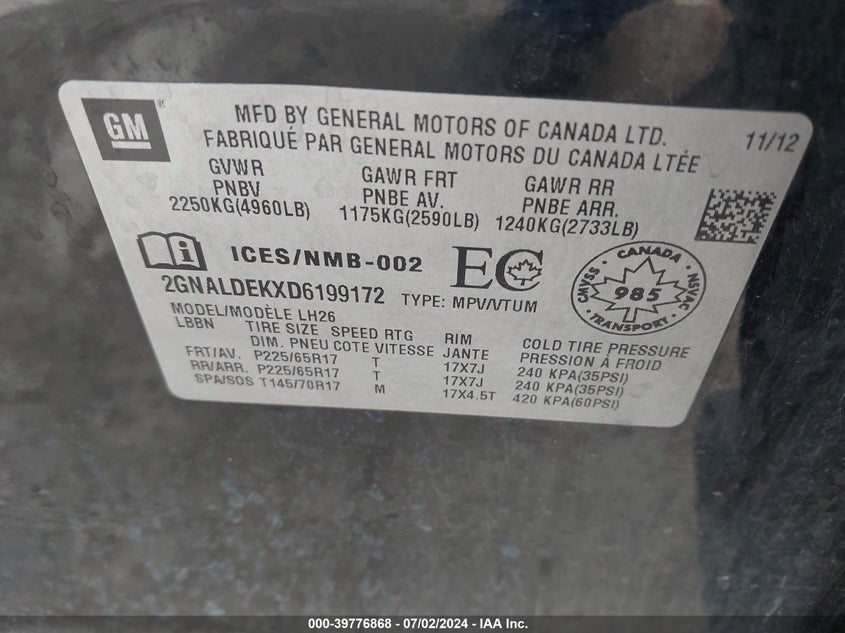 GM
MFD BY GENERAL MOTORS OF CANADA LTD.
FABRIQUÉ PAR GENERAL MOTORS DU CANADA LTÉE
11/12
GVWR GAWR FRT GAWR RR
PNBV PNBE AV. PNBE ARR.
2250KG(4960LB) 1175KG(2590LB) 1240KG(2733LB)
ICES/NMB-002 EC
2GNALDEKXD6199172 TYPE: MPV/VTUM
CANADA
CMVSS 985 NSVAC
TRANSPORT
MODEL/MODÈLE LH26
LBBN TIRE SIZE SPEED RTG RIM COLD TIRE PRESSURE
DIM. PNEU COTE VITESSE JANTE PRESSION À FROID
FRT/AV. P225/65R17 T 17X7J 240 KPA(35PSI)
RR/ARR. P225/65R17 T 17X7J 240 KPA(35PSI)
SPA/SOS T145/70R17 M 17X4.5T 420 KPA(60PSI)
000-39776868 - 07/02/2024 - IAA Inc.